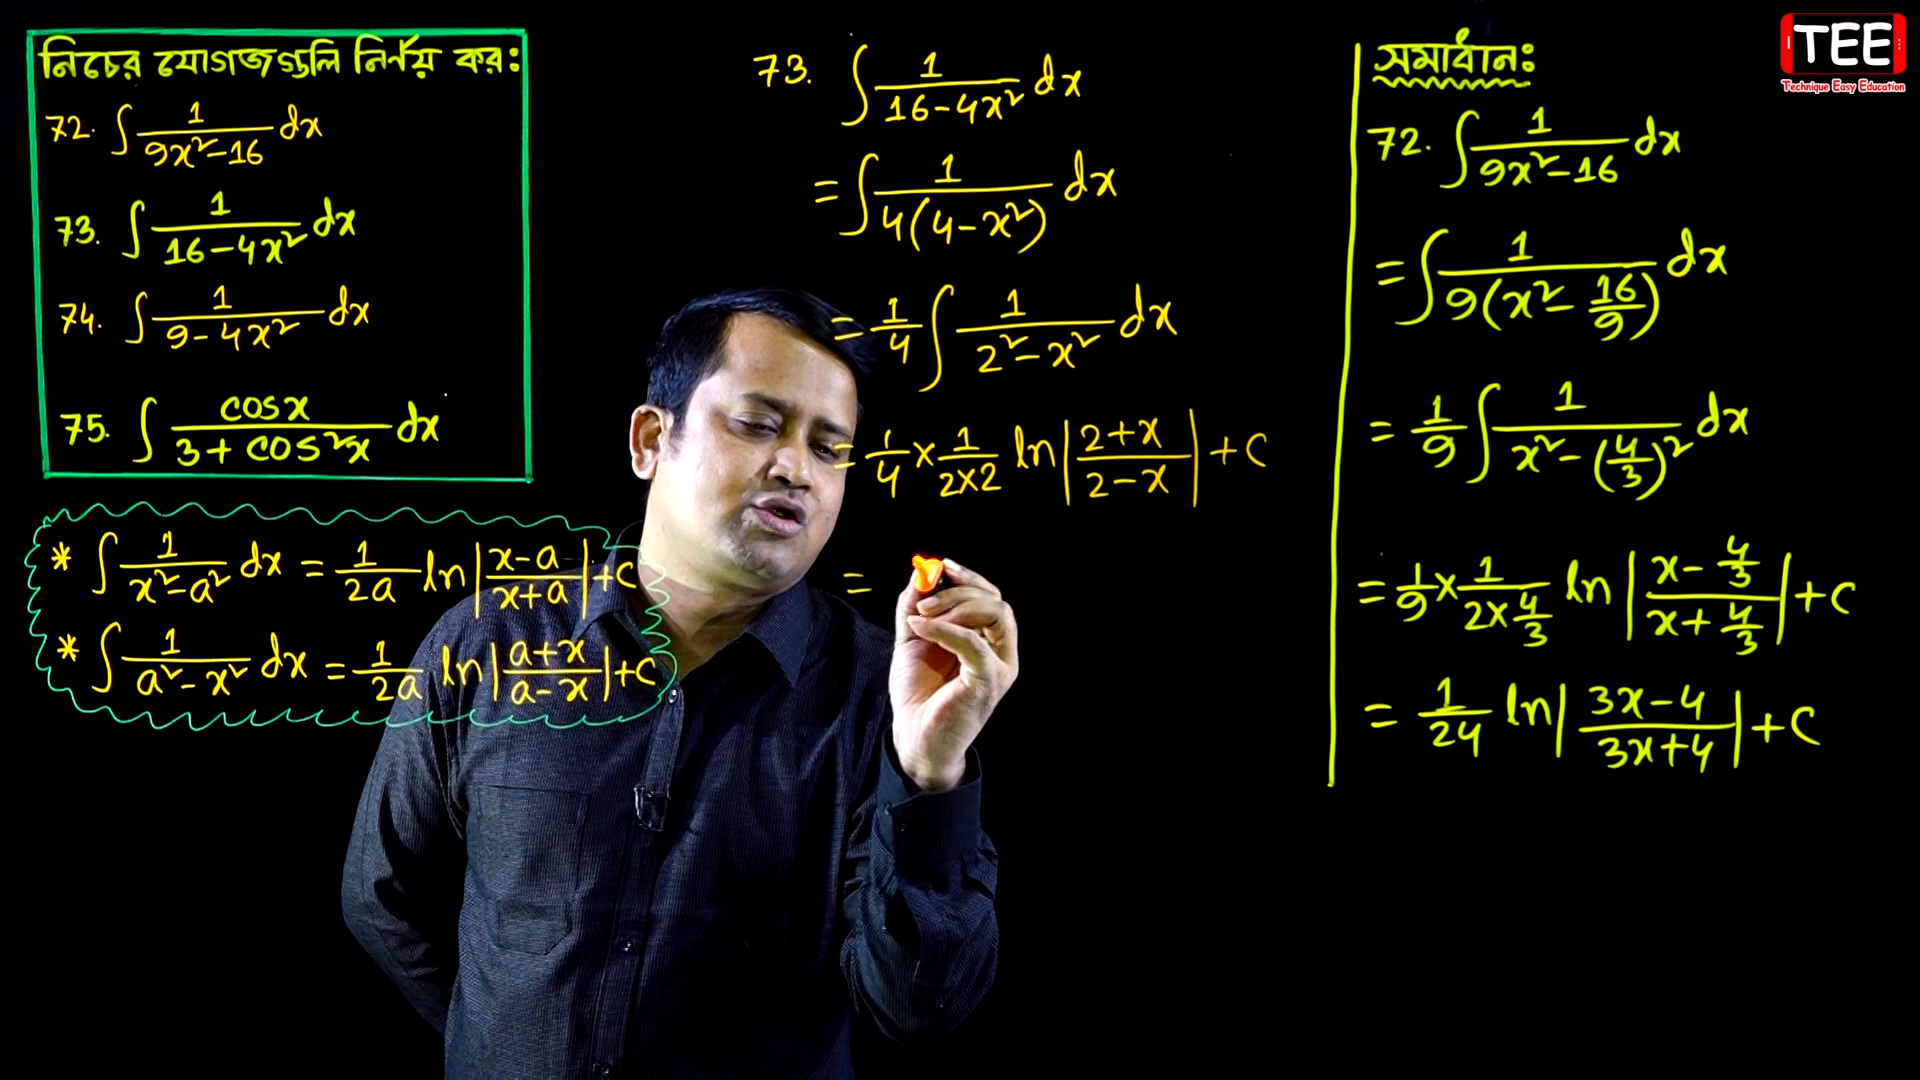 নিচের যোগজগুলি নির্ণয় কর:
72. ∫ 1/(9x²-16) dx
73. ∫ 1/(16-4x²) dx
74. ∫ 1/(9-4x²) dx
75. ∫ cosx/(3+cos²x) dx
* ∫ 1/(x²-a²) dx = 1/2a ln|(x-a)/(x+a)|+c
* ∫ 1/(a²-x²) dx = 1/2a ln|(a+x)/(a-x)|+c
73. ∫ 1/(16-4x²) dx
= ∫ 1/(4(4-x²)) dx
= 1/4 ∫ 1/(2²-x²) dx
= 1/4 × 1/(2×2) ln|(2+x)/(2-x)| + c
=
সমাধান:
72. ∫ 1/(9x²-16) dx
= ∫ 1/(9(x²-16/9)) dx
= 1/9 ∫ 1/(x²-(4/3)²) dx
= 1/9 × 1/(2×4/3) ln|(x-4/3)/(x+4/3)| + c
= 1/24 ln|(3x-4)/(3x+4)| + c
TEE
Technique Easy Education